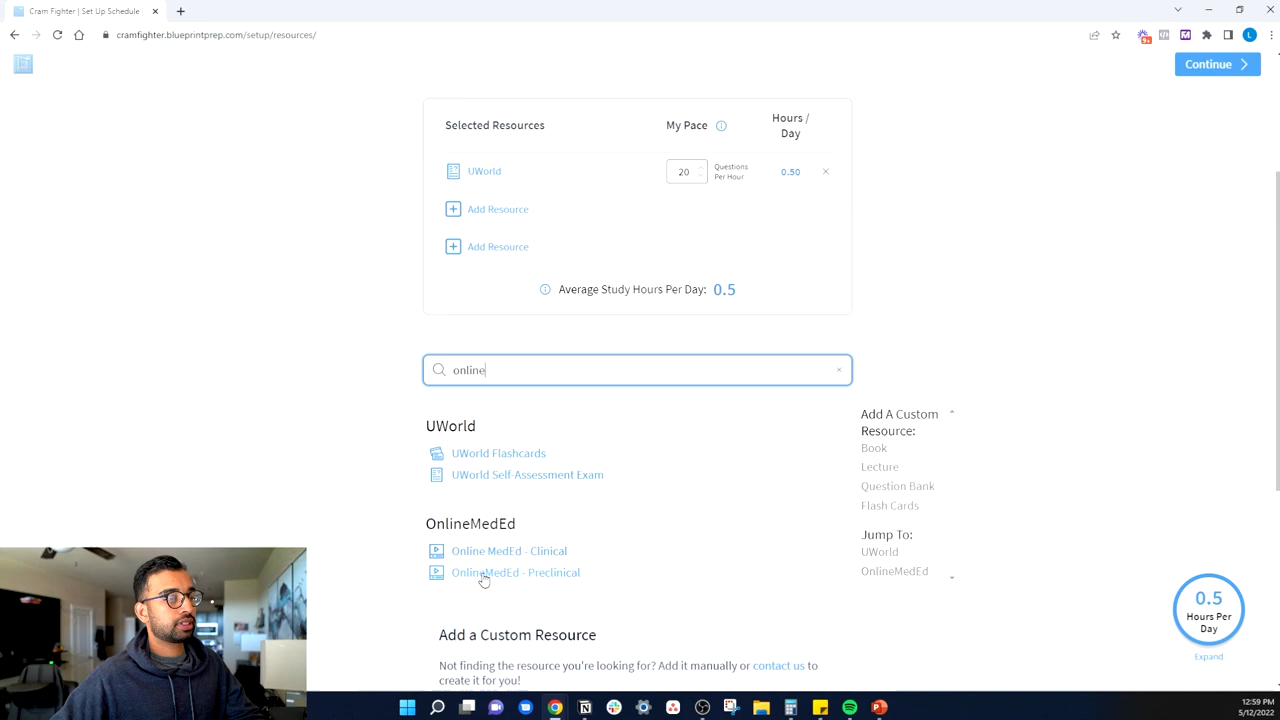 Cram Fighter | Set Up Schedule
cramfighter.blueprintprep.com/setup/resources/
9+
L
Continue
Selected Resources
My Pace
Hours / Day
UWorld
20
Questions Per Hour
0.50
Add Resource
Add Resource
Average Study Hours Per Day: 0.5
online
UWorld
UWorld Flashcards
UWorld Self-Assessment Exam
OnlineMedEd
Online MedEd - Clinical
OnlineMedEd - Preclinical
Add A Custom
Resource:
Book
Lecture
Question Bank
Flash Cards
Jump To:
UWorld
OnlineMedEd
Add a Custom Resource
Not finding the resource you're looking for? Add it manually or contact us to
create it for you!
0.5
Hours Per
Day
Expand
12:59 PM
5/12/2022